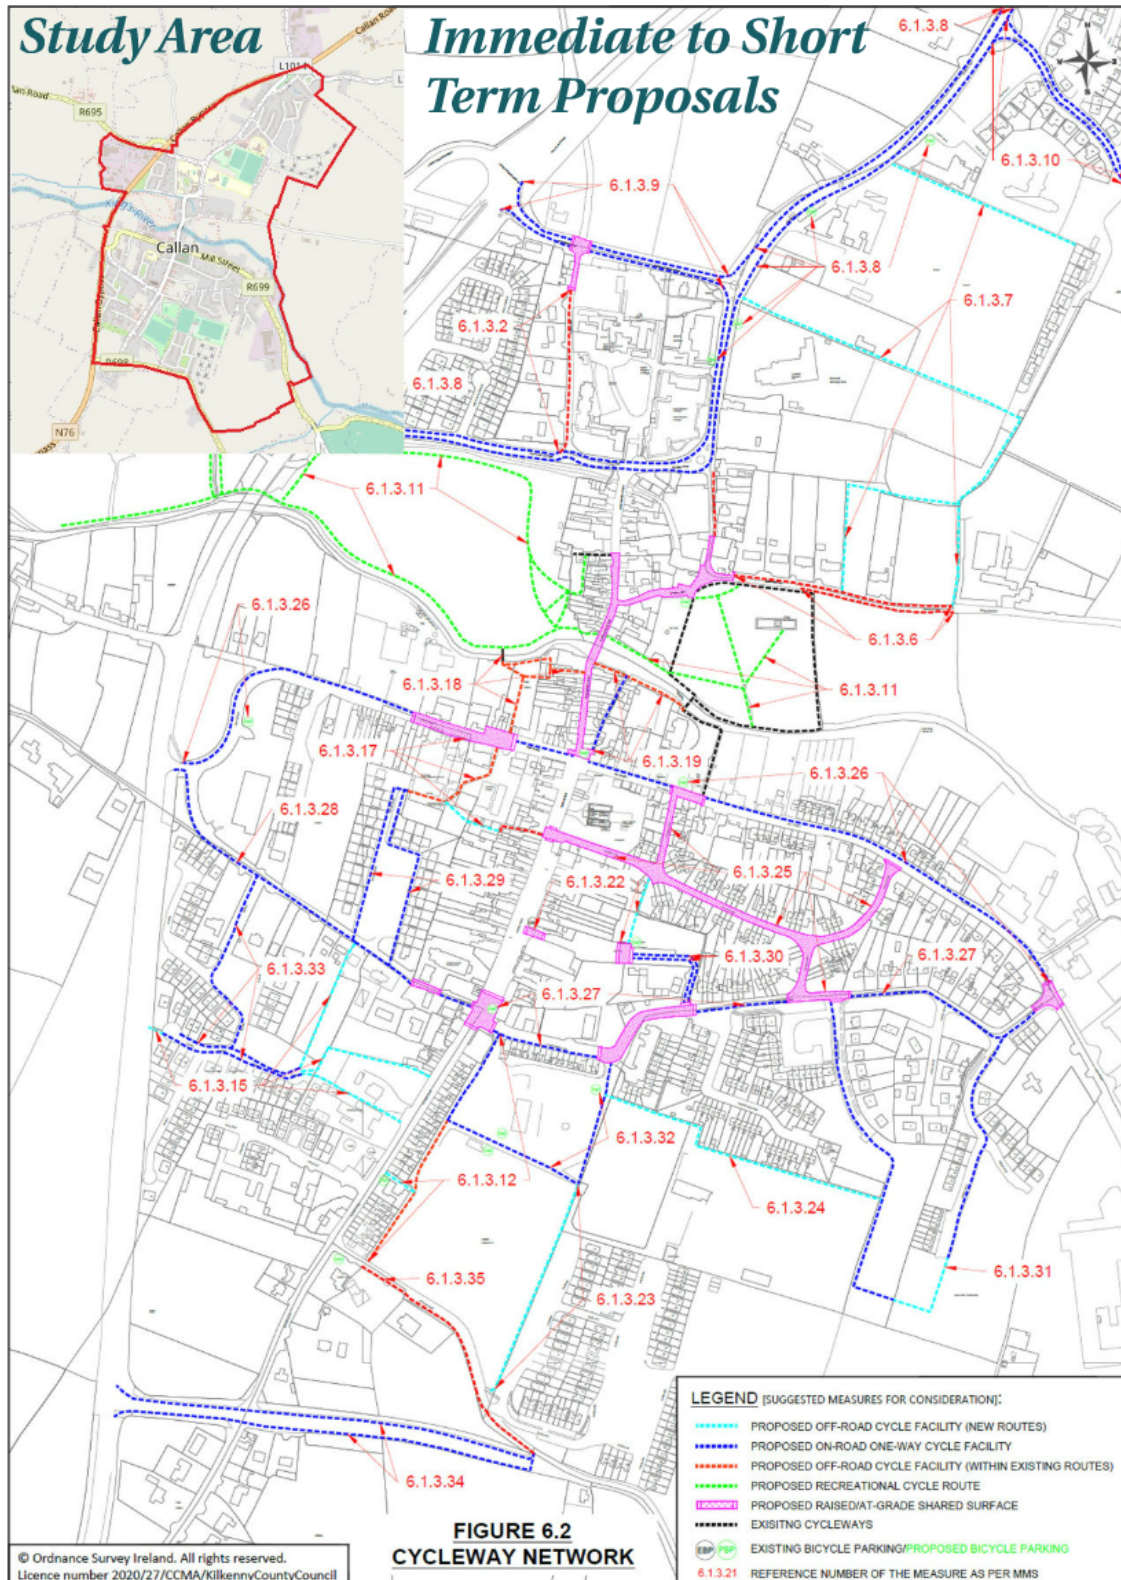 Study Area
Immediate to Short
Term Proposals
Callan Road
L1014
Callan Bypass
R695
King's River
Callan
Mill Street
R699
R698
N76
6.1.3.8
6.1.3.10
6.1.3.9
6.1.3.8
6.1.3.7
6.1.3.2
6.1.3.8
6.1.3.11
6.1.3.26
6.1.3.6
6.1.3.18
6.1.3.11
6.1.3.17
6.1.3.19
6.1.3.26
6.1.3.28
6.1.3.29
6.1.3.22
6.1.3.25
6.1.3.30
6.1.3.27
6.1.3.33
6.1.3.27
6.1.3.15
6.1.3.32
6.1.3.12
6.1.3.24
6.1.3.31
6.1.3.35
6.1.3.23
6.1.3.34
FIGURE 6.2
CYCLEWAY NETWORK
© Ordnance Survey Ireland. All rights reserved.
Licence number 2020/27/CCMA/KilkennyCountyCouncil
LEGEND [SUGGESTED MEASURES FOR CONSIDERATION]:
PROPOSED OFF-ROAD CYCLE FACILITY (NEW ROUTES)
PROPOSED ON-ROAD ONE-WAY CYCLE FACILITY
PROPOSED OFF-ROAD CYCLE FACILITY (WITHIN EXISTING ROUTES)
PROPOSED RECREATIONAL CYCLE ROUTE
PROPOSED RAISED/AT-GRADE SHARED SURFACE
EXISITNG CYCLEWAYS
EBP PBP EXISTING BICYCLE PARKING/PROPOSED BICYCLE PARKING
6.1.3.21 REFERENCE NUMBER OF THE MEASURE AS PER MMS